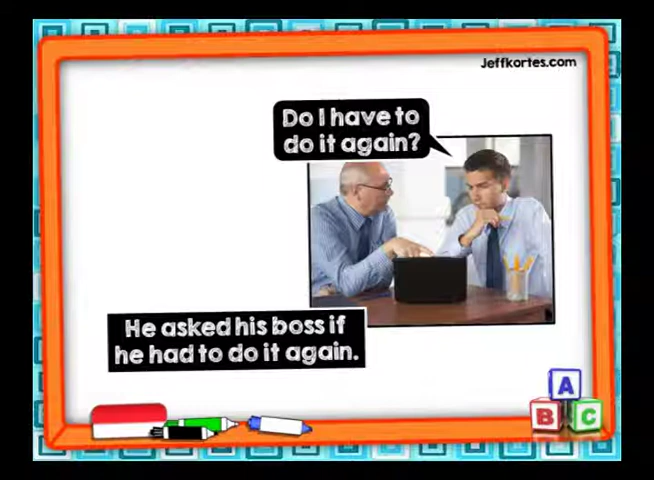 Jeffkortes.com
Do I have to
do it again?
He asked his boss if
he had to do it again.
A
B C